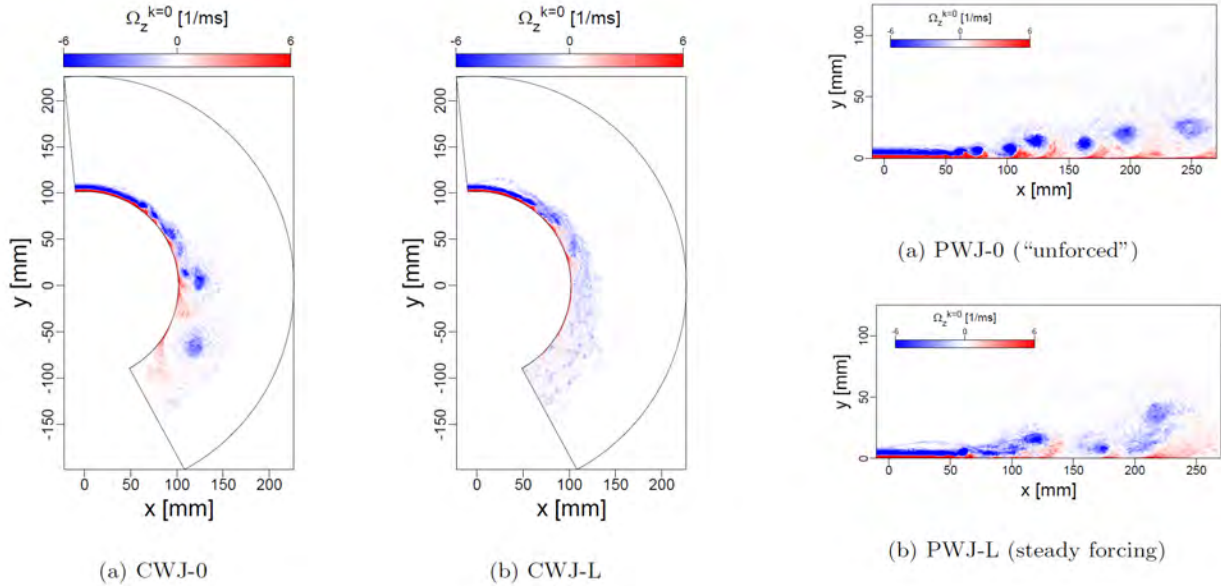 Ω_z^{k=0} [1/ms]
-6 0 6
y [mm]
200
150
100
50
0
-50
-100
-150
0 50 100 150 200
x [mm]
(a) CWJ-0
Ω_z^{k=0} [1/ms]
-6 0 6
y [mm]
200
150
100
50
0
-50
-100
-150
0 50 100 150 200
x [mm]
(b) CWJ-L
Ω_z^{k=0} [1/ms]
-6 0 6
y [mm]
100
50
0
0 50 100 150 200 250
x [mm]
(a) PWJ-0 (“unforced”)
Ω_z^{k=0} [1/ms]
-6 0 6
y [mm]
100
50
0
0 50 100 150 200 250
x [mm]
(b) PWJ-L (steady forcing)